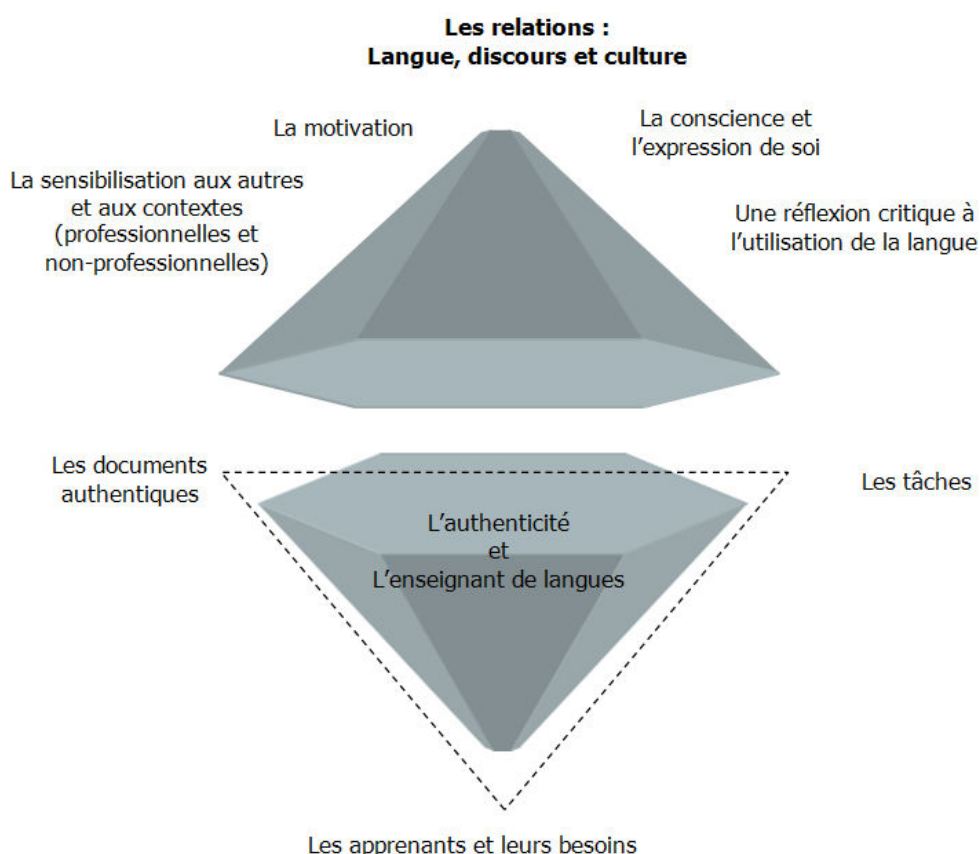 Les relations :
Langue, discours et culture
La motivation
La conscience et
l'expression de soi
La sensibilisation aux autres
et aux contextes
(professionnelles et
non-professionnelles)
Une réflexion critique à
l'utilisation de la langue
Les documents
authentiques
Les tâches
L'authenticité
et
L'enseignant de langues
Les apprenants et leurs besoins